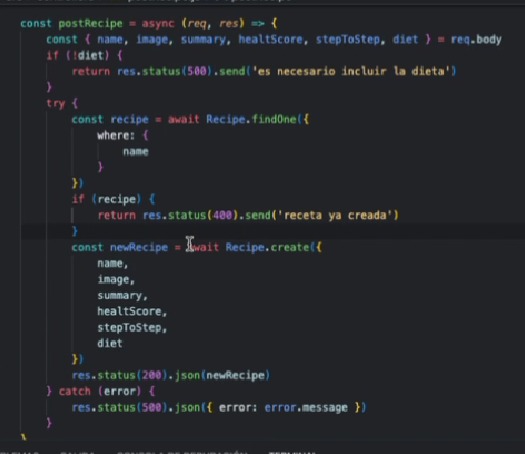 const postRecipe = async (req, res) => {
    const { name, image, summary, healtScore, stepToStep, diet } = req.body
    if (!diet) {
        return res.status(500).send('es necesario incluir la dieta')
    }
    try {
        const recipe = await Recipe.findOne({
            where: {
                name
            }
        })
        if (recipe) {
            return res.status(400).send('receta ya creada')
        }
        const newRecipe = await Recipe.create({
            name,
            image,
            summary,
            healtScore,
            stepToStep,
            diet
        })
        res.status(200).json(newRecipe)
    } catch (error) {
        res.status(500).json({ error: error.message })
    }